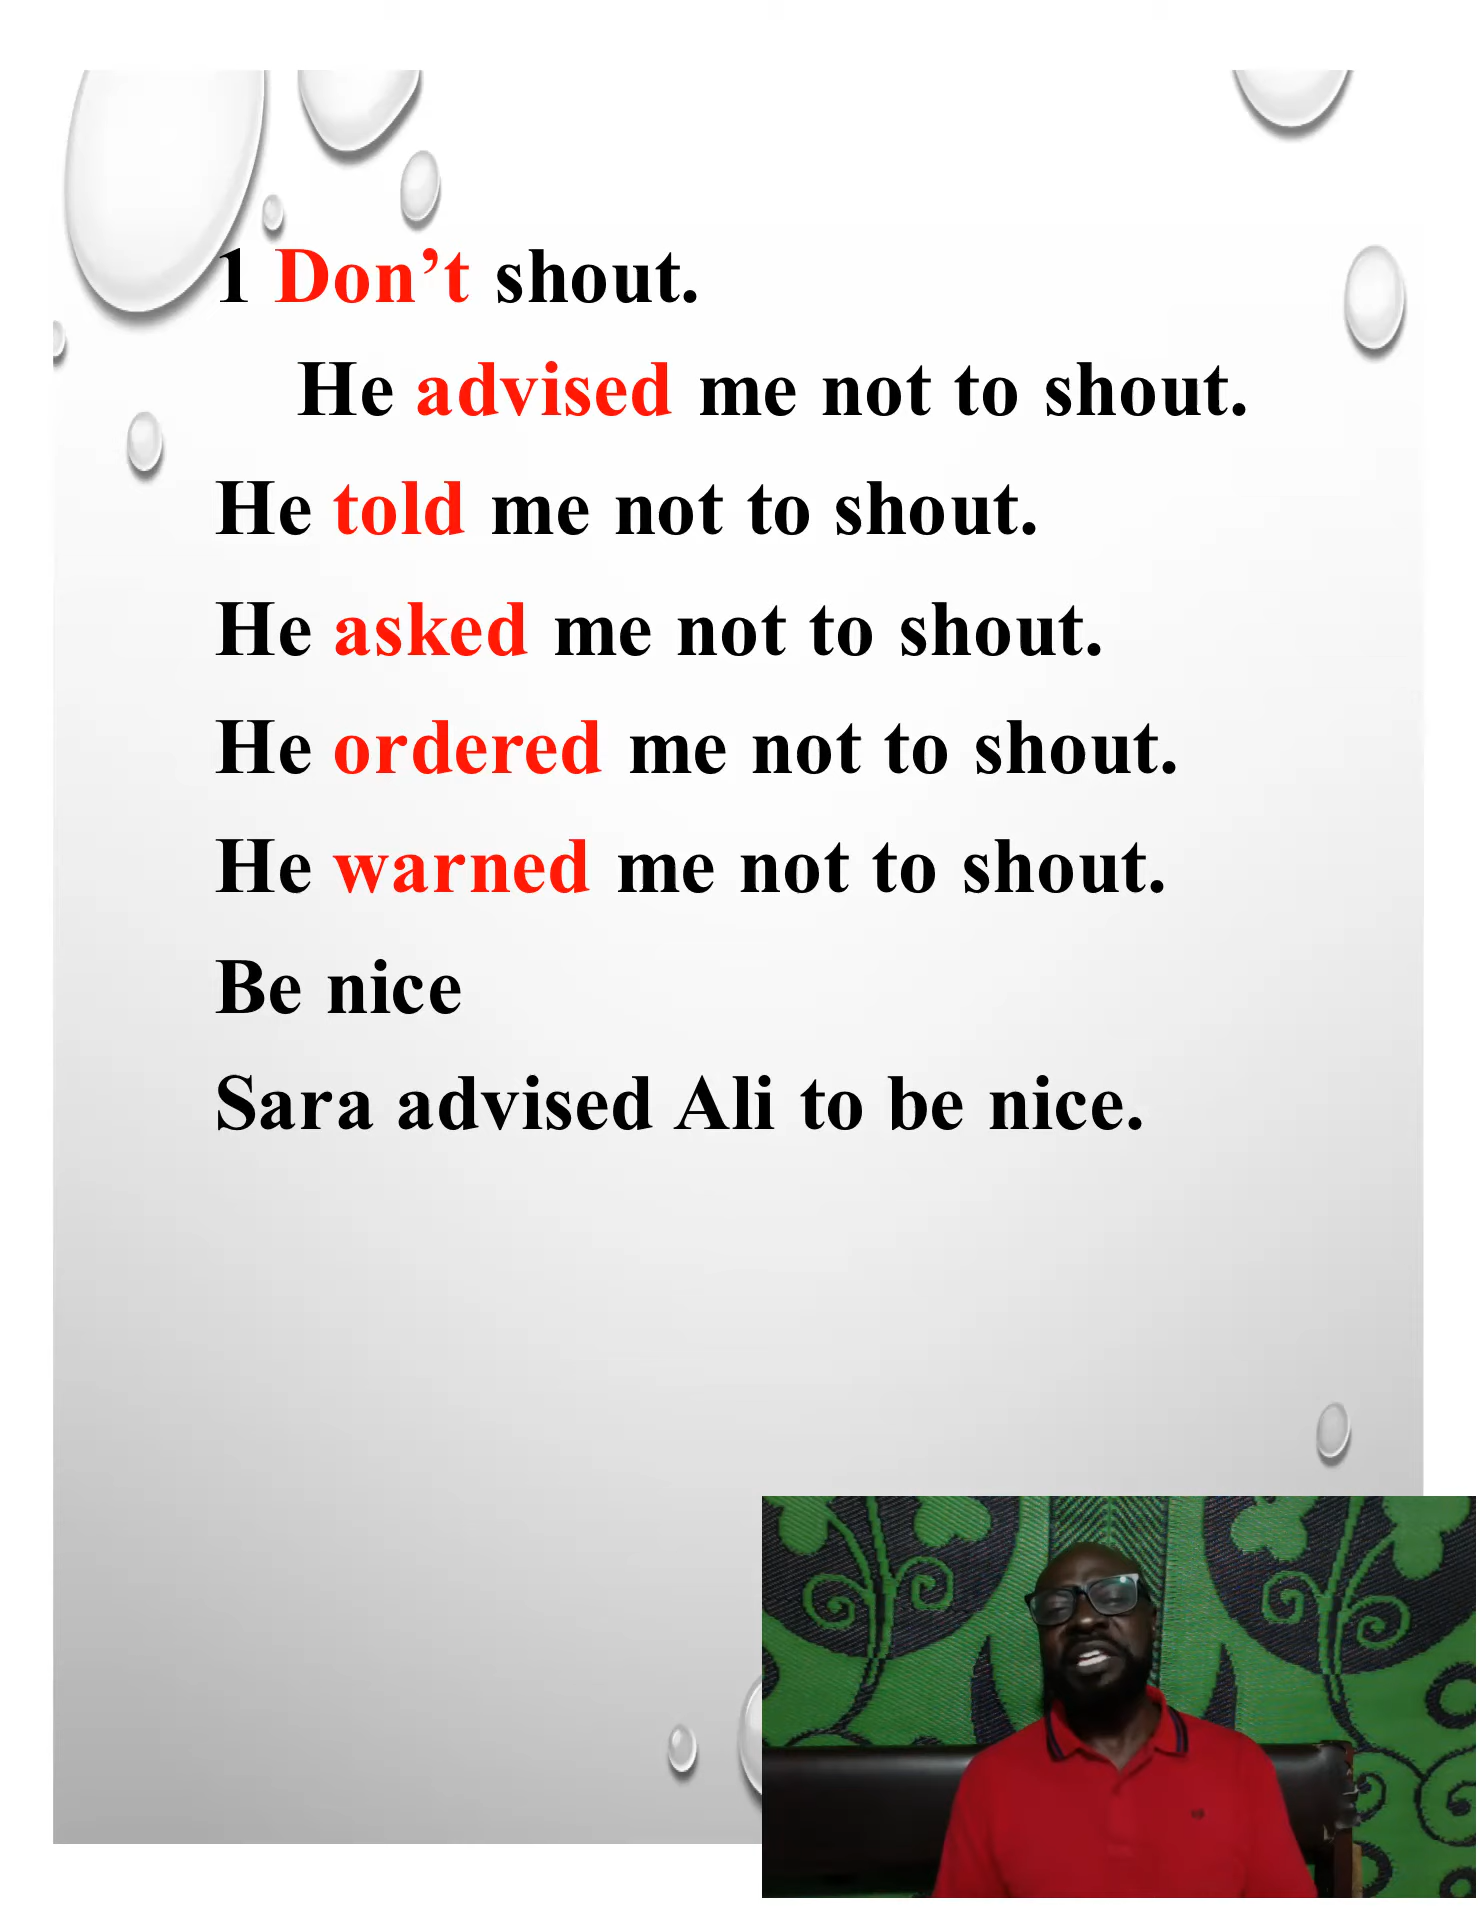 1 Don’t shout.
He advised me not to shout.
He told me not to shout.
He asked me not to shout.
He ordered me not to shout.
He warned me not to shout.
Be nice
Sara advised Ali to be nice.